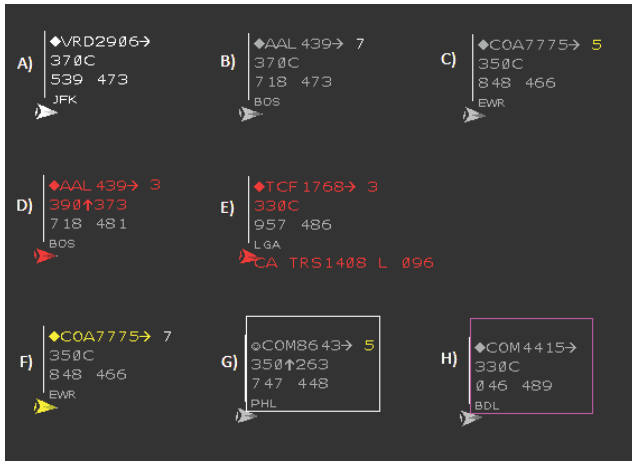 A)
◆VRD2906→
370C
539 473
JFK
B)
◆AAL 439→ 7
370C
718 473
BOS
C)
◆COA7775→ 5
350C
848 466
EWR
D)
◆AAL 439→ 3
390↑373
718 481
BOS
E)
◆TCF1768→ 3
330C
957 486
LGA
CA TRS1408 L 096
F)
◆COA7775→ 7
350C
848 466
EWR
G)
⌾COM8643→ 5
350↑263
747 448
PHL
H)
◆COM4415→
330C
046 489
BDL